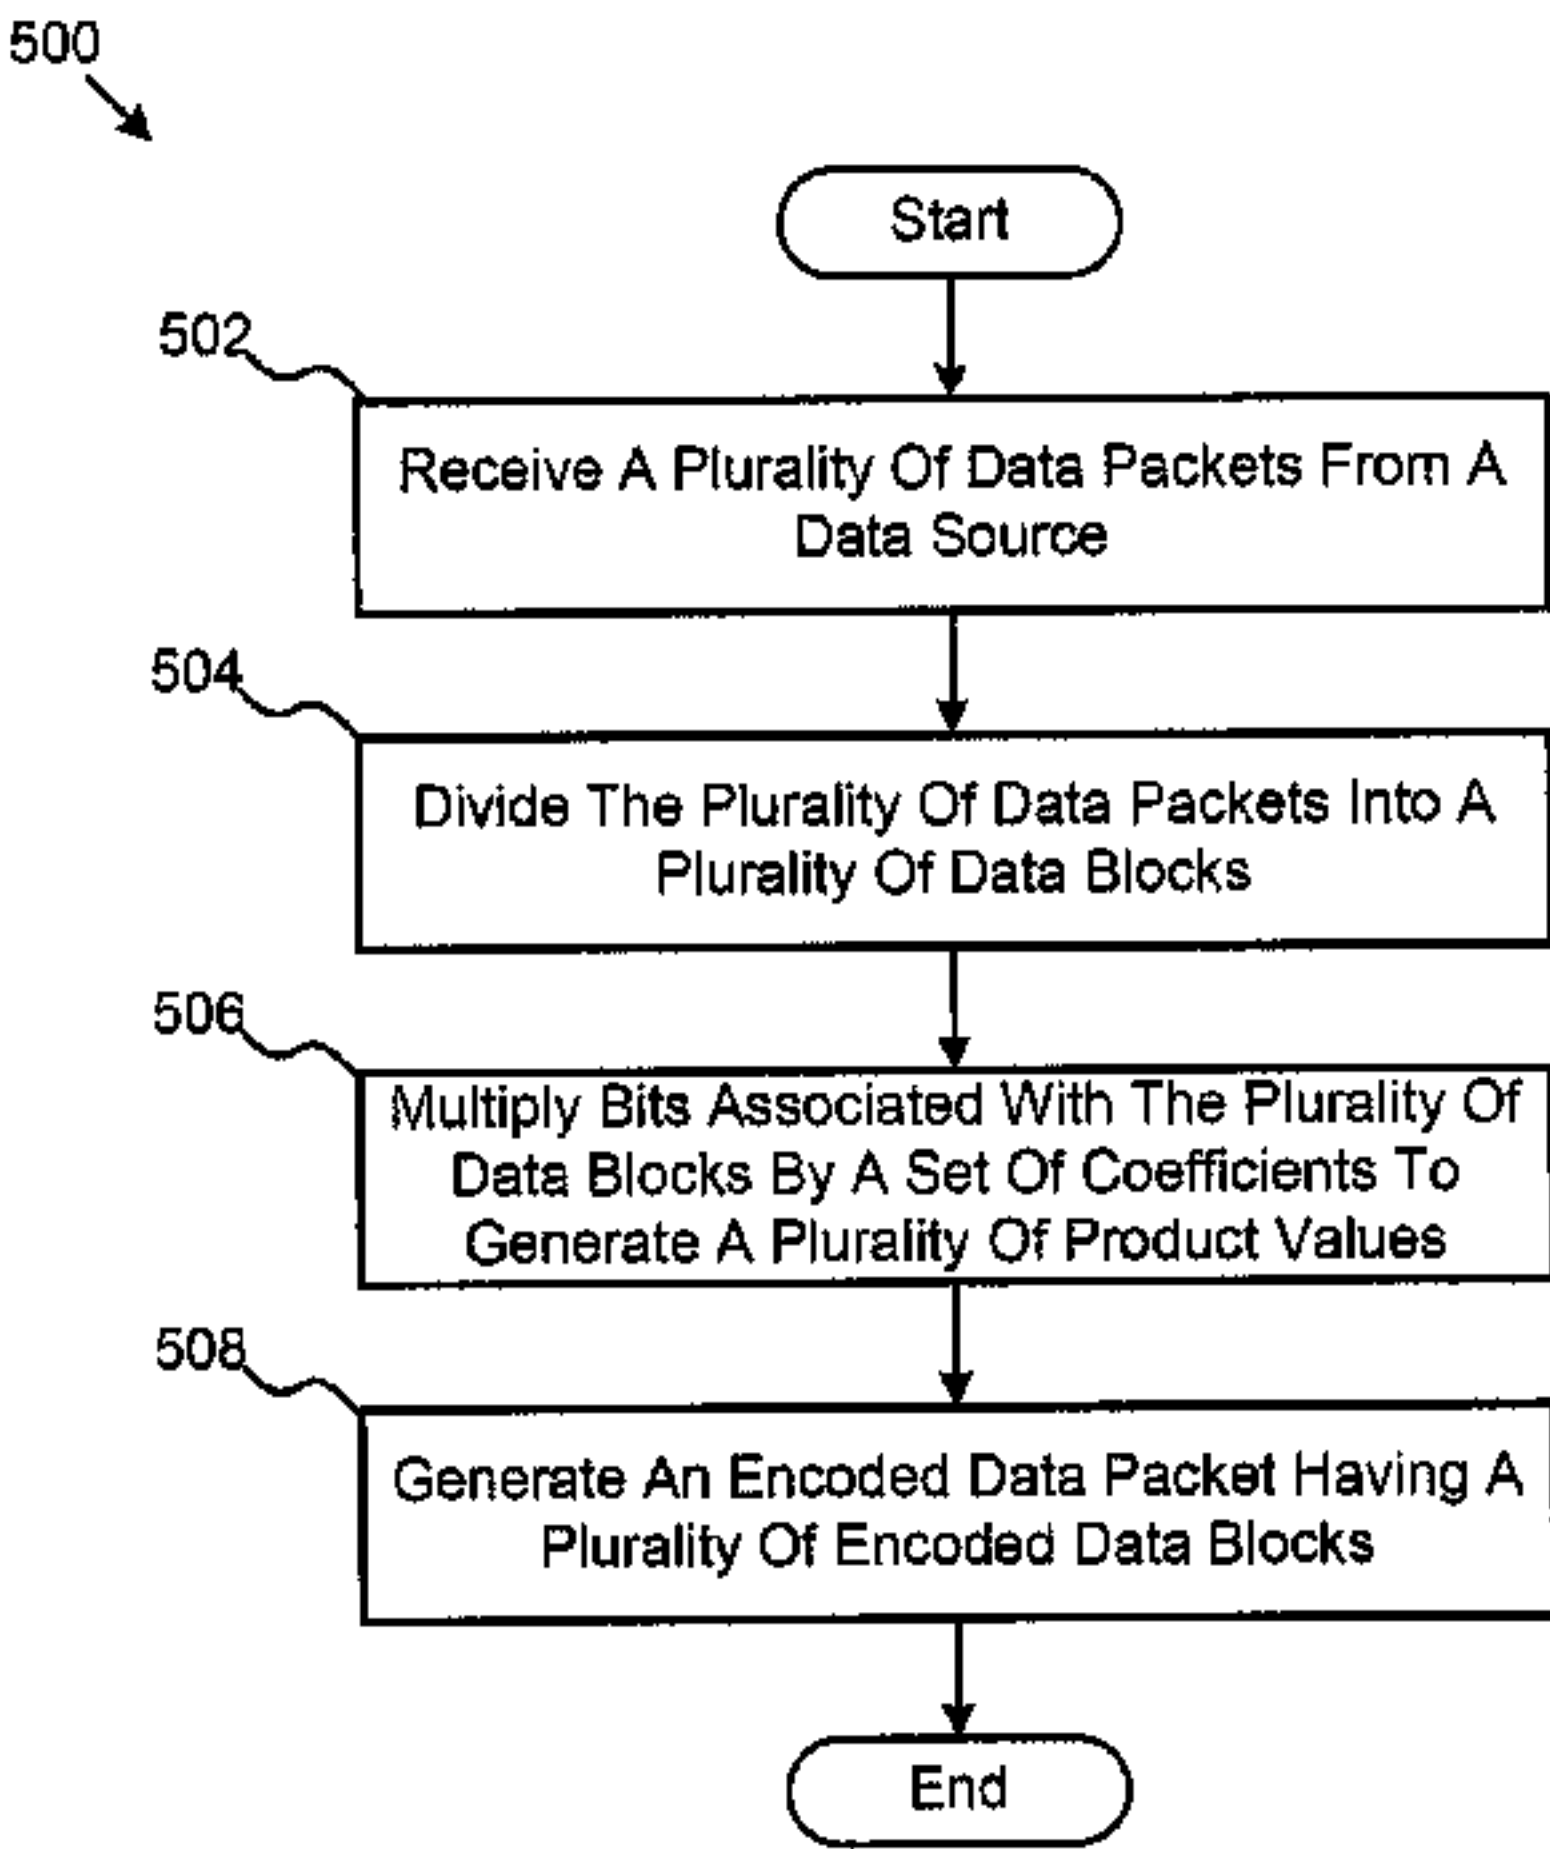 500
Start
502
Receive A Plurality Of Data Packets From A
Data Source
504
Divide The Plurality Of Data Packets Into A
Plurality Of Data Blocks
506
Multiply Bits Associated With The Plurality Of
Data Blocks By A Set Of Coefficients To
Generate A Plurality Of Product Values
508
Generate An Encoded Data Packet Having A
Plurality Of Encoded Data Blocks
End